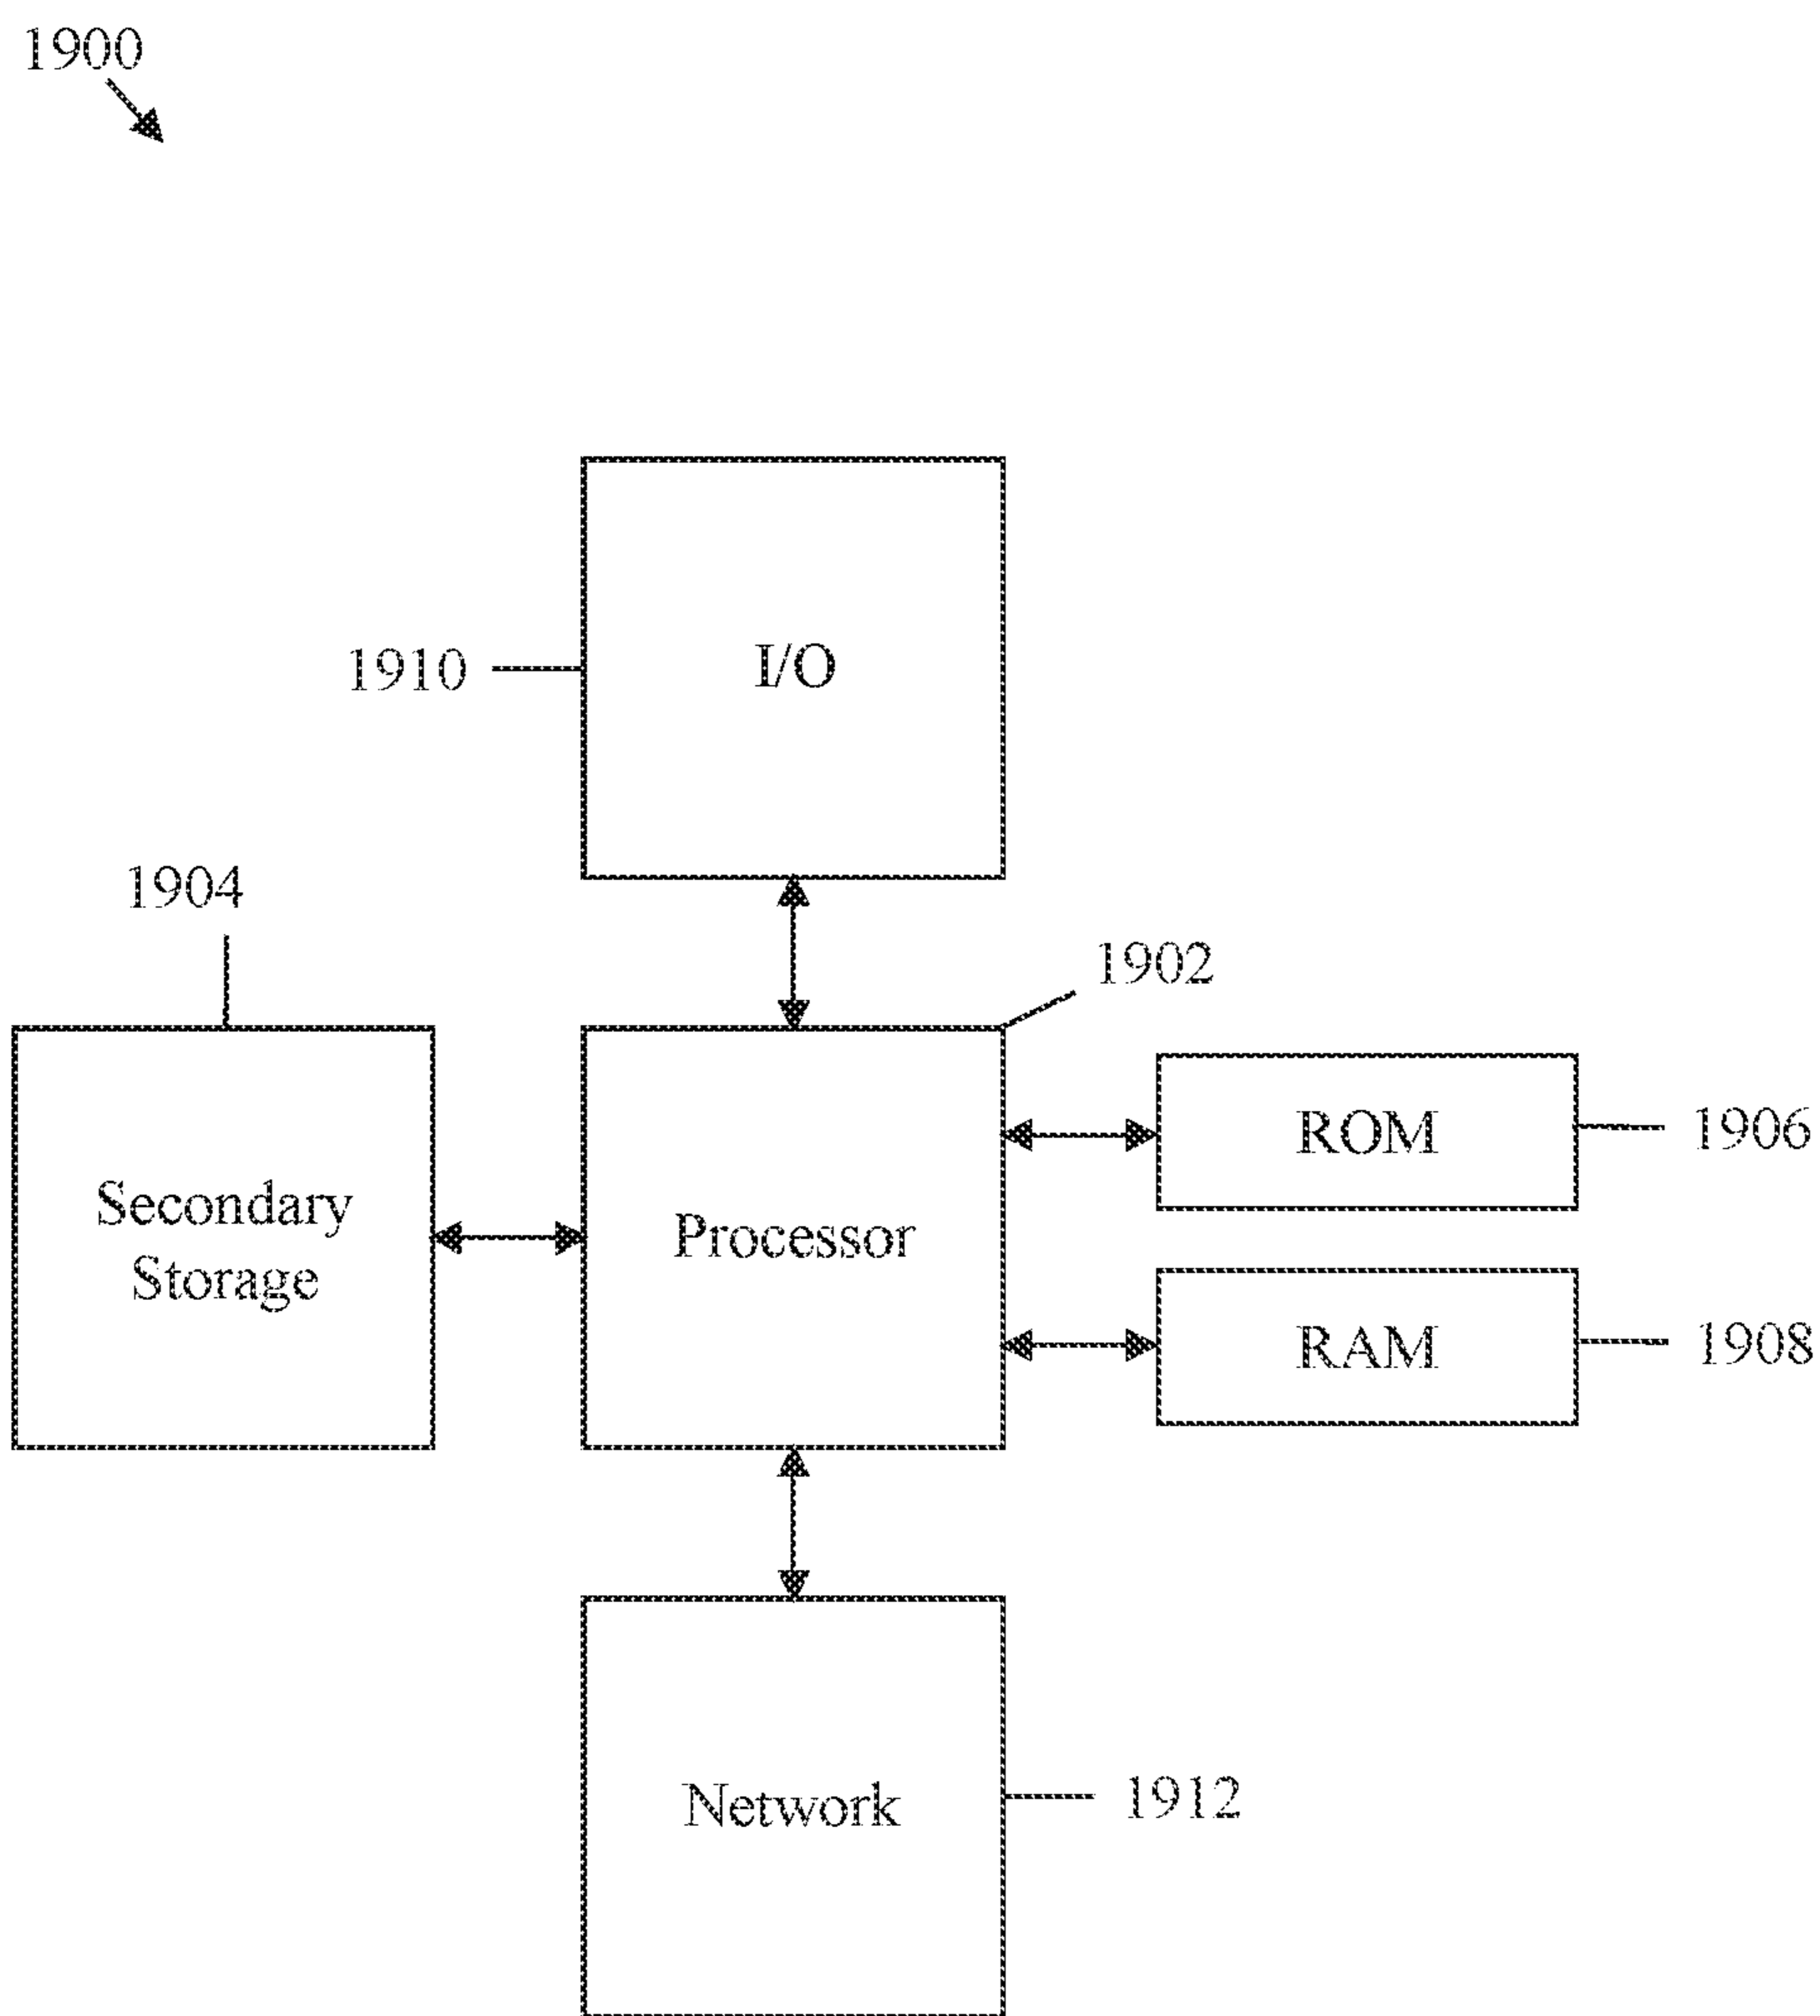 1900
I/O
1910
1904
1902
Secondary
Storage
Processor
ROM
1906
RAM
1908
Network
1912